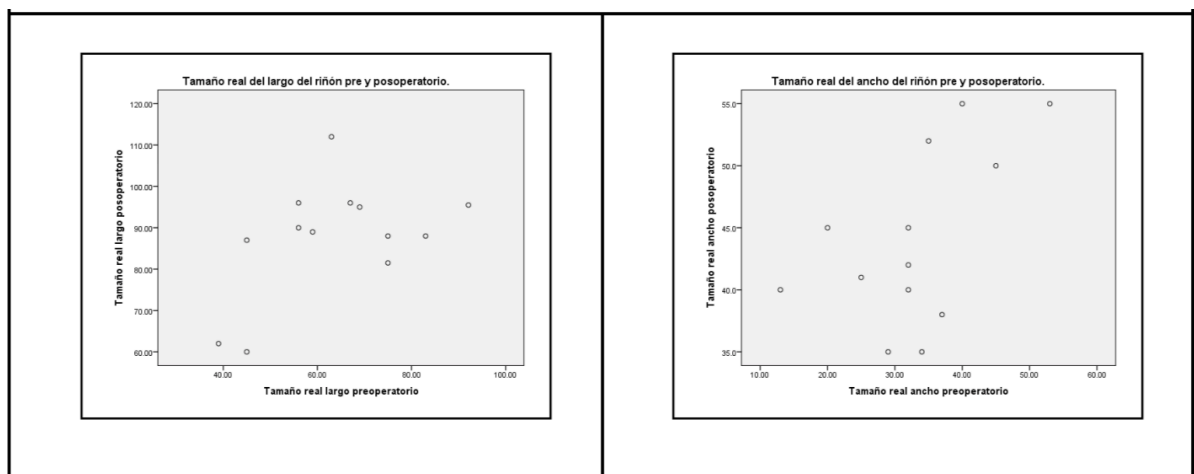 Tamaño real del largo del riñón pre y posoperatorio.
Tamaño real largo posoperatorio
120.00
110.00
100.00
90.00
80.00
70.00
60.00
40.00 60.00 80.00 100.00
Tamaño real largo preoperatorio
Tamaño real del ancho del riñón pre y posoperatorio.
Tamaño real ancho posoperatorio
55.0
50.0
45.0
40.0
35.0
10.00 20.00 30.00 40.00 50.00 60.00
Tamaño real ancho preoperatorio